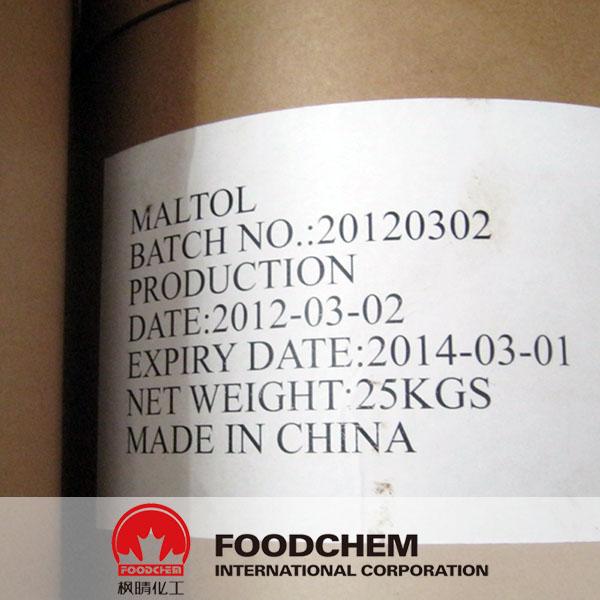 MALTOL
BATCH NO.:20120302
PRODUCTION
DATE:2012-03-02
EXPIRY DATE:2014-03-01
NET WEIGHT:25KGS
MADE IN CHINA
FOODCHEM
枫晴化工
FOODCHEM
INTERNATIONAL CORPORATION